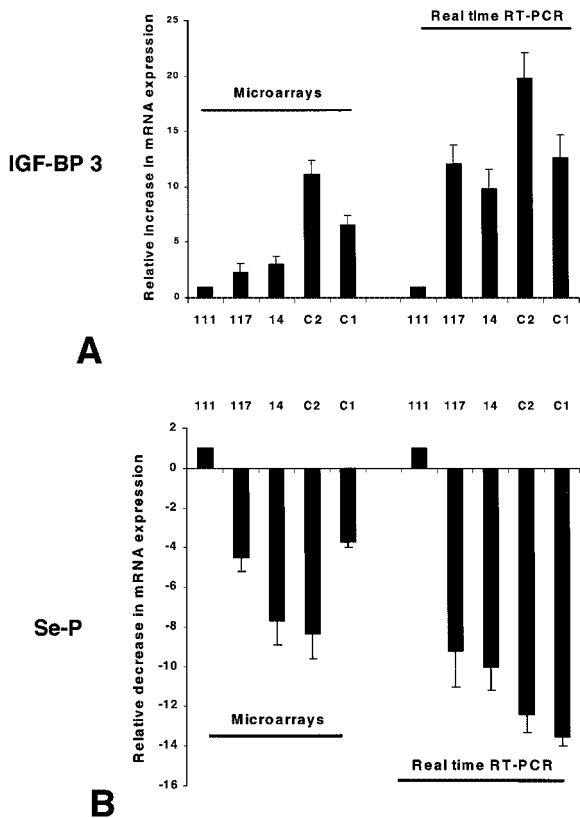 Real time RT-PCR
Microarrays
IGF-BP 3
Relative increase in mRNA expression
25
20
15
10
5
0
111 117 14 C2 C1 111 117 14 C2 C1
A
111 117 14 C2 C1 111 117 14 C2 C1
Se-P
Relative decrease in mRNA expression
2
0
-2
-4
-6
-8
-10
-12
-14
-16
Microarrays
Real time RT-PCR
B